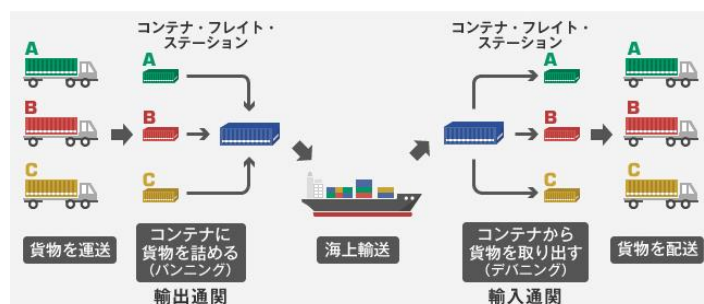 コンテナ・フレイト・
ステーション
コンテナ・フレイト・
ステーション
A
A
A
A
B
B
B
B
C
C
C
C
貨物を運送
コンテナに
貨物を詰める
(バンニング)
海上輸送
コンテナから
貨物を取り出す
(デバニング)
貨物を配送
輸出通関
輸入通関